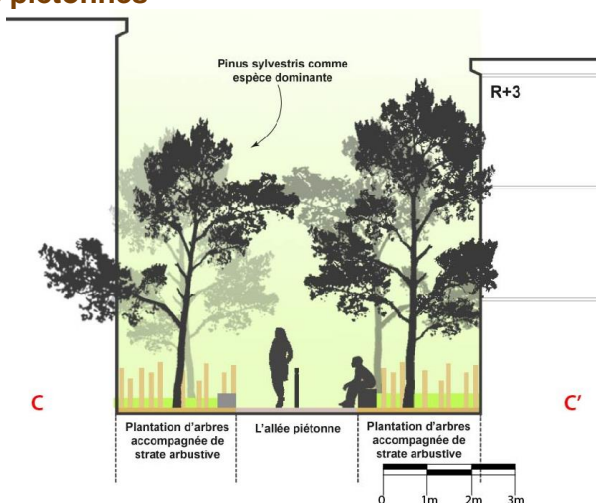 piétonnes
Pinus sylvestris comme
espèce dominante
R+3
C
C'
Plantation d'arbres
accompagnée de
strate arbustive
L'allée piétonne
Plantation d'arbres
accompagnée de
strate arbustive
0 1m 2m 3m